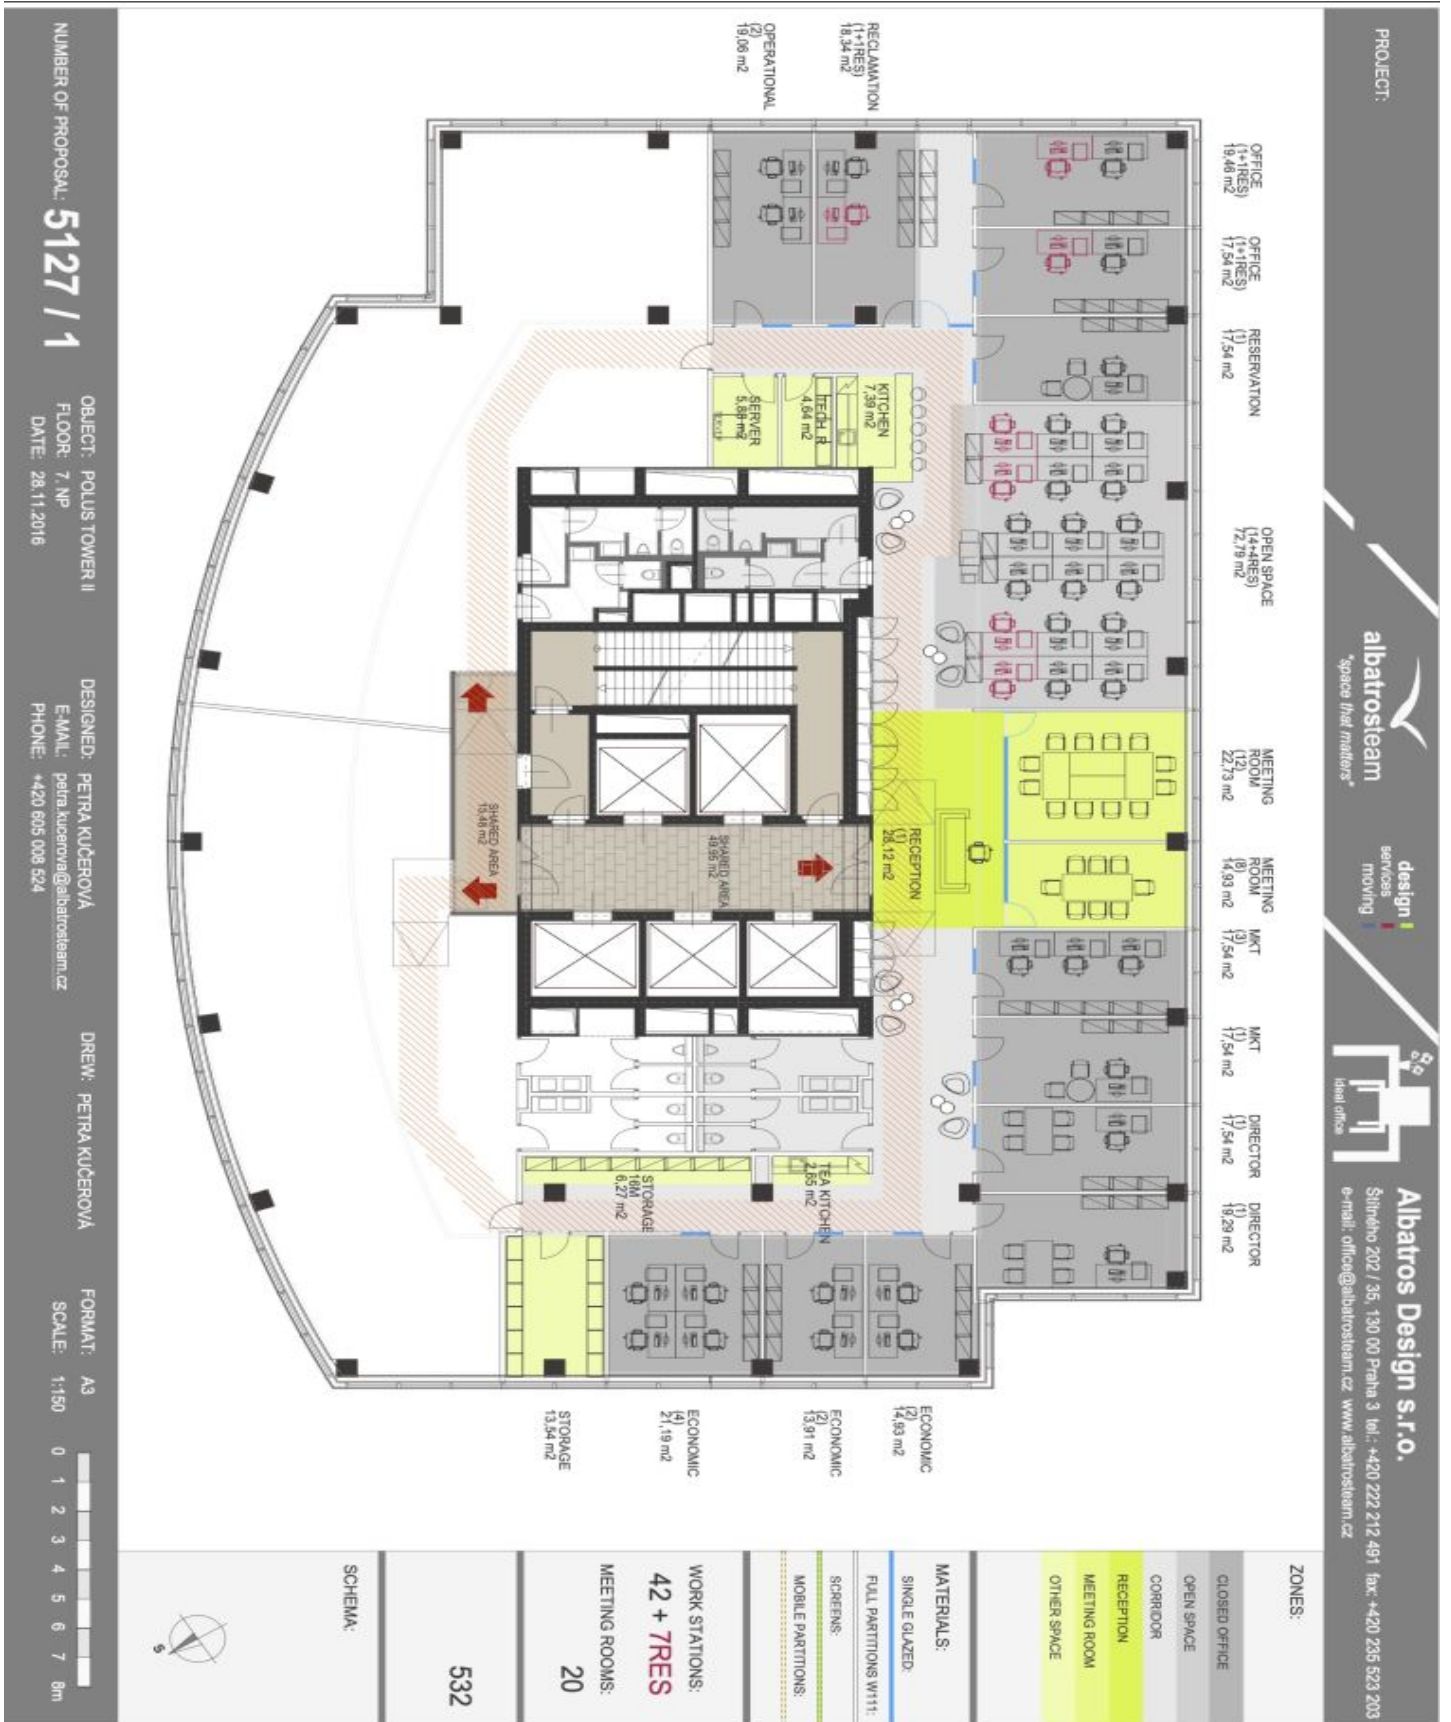 PROJECT:
albatrosteam
"space that matters"
design
services
moving
ideal office
Albatros Design s.r.o.
Štítného 202 / 35, 130 00 Praha 3 tel.: +420 222 212 491 fax: +420 235 523 203
e-mail: office@albatrosteam.cz www.albatrosteam.cz
OFFICE
(1+1RES)
19,46 m2
OFFICE
(1+1RES)
17,54 m2
RESERVATION
(1)
17,54 m2
OPEN SPACE
(14+4RES)
72,79 m2
MEETING
ROOM
(12)
22,73 m2
MEETING
ROOM
(8)
14,93 m2
MKT
(3)
17,54 m2
MKT
(1)
17,54 m2
DIRECTOR
(1)
17,54 m2
DIRECTOR
(1)
19,29 m2
RECLAMATION
(1+1RES)
18,34 m2
OPERATIONAL
(2)
19,06 m2
KITCHEN
7,39 m2
TECH.R.
4,64 m2
SERVER
5,88 m2
RECEPTION
(1)
28,12 m2
SHARED AREA
49,95 m2
SHARED AREA
15,48 m2
TEA KITCHEN
2,65 m2
STORAGE
16M
6,27 m2
ECONOMIC
(2)
14,93 m2
ECONOMIC
(2)
13,91 m2
ECONOMIC
(4)
21,19 m2
STORAGE
13,54 m2
ZONES:
CLOSED OFFICE
OPEN SPACE
CORRIDOR
RECEPTION
MEETING ROOM
OTHER SPACE
MATERIALS:
SINGLE GLAZED:
FULL PARTITIONS W111:
SCREENS:
MOBILE PARTITIONS:
WORK STATIONS:
42 + 7RES
MEETING ROOMS:
20
532
SCHEMA:
S
NUMBER OF PROPOSAL: 5127 / 1
OBJECT: POLUS TOWER II
FLOOR: 7. NP
DATE: 28.11.2016
DESIGNED: PETRA KUČEROVÁ
E-MAIL: petra.kucerova@albatrosteam.cz
PHONE: +420 605 008 524
DREW: PETRA KUČEROVÁ
FORMAT: A3
SCALE: 1:150
0 1 2 3 4 5 6 7 8m